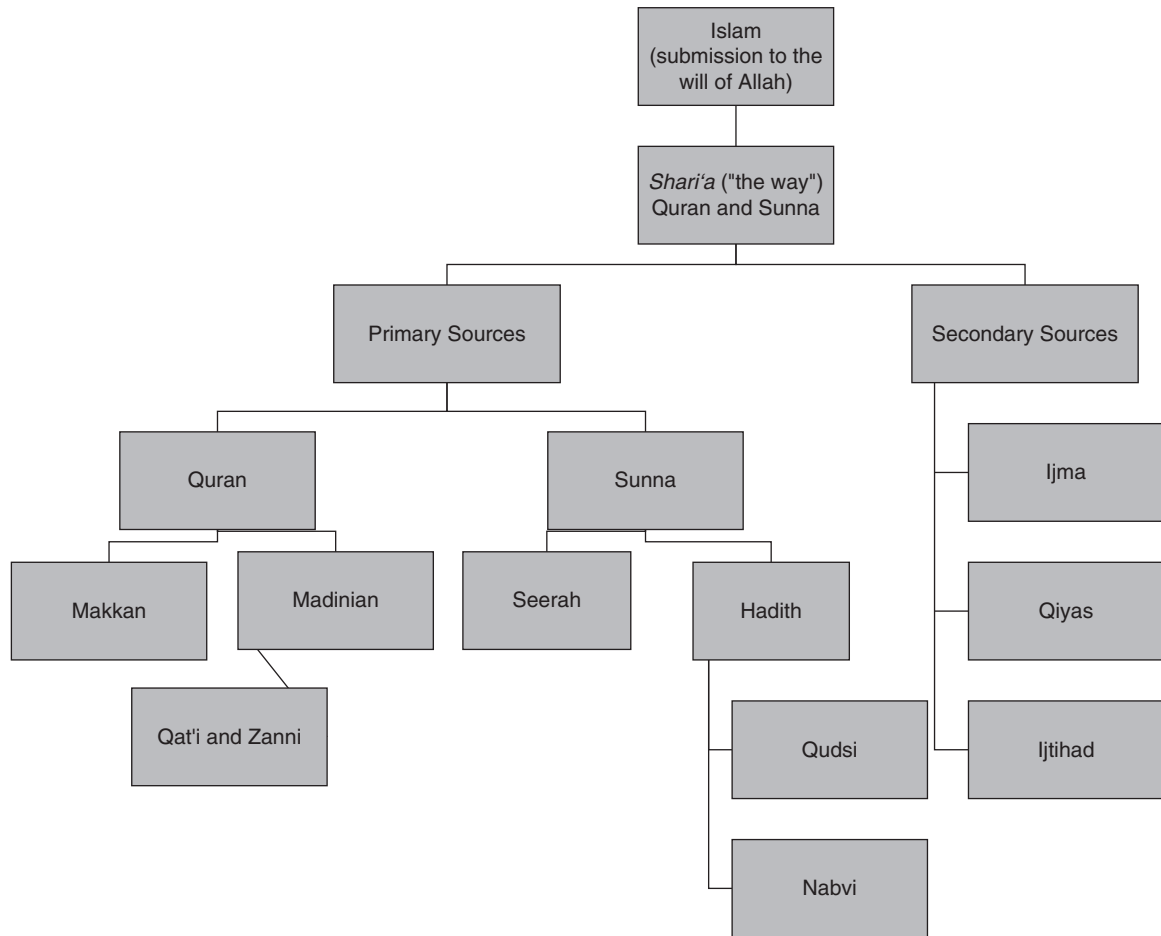 Islam
(submission to the
will of Allah)
Shari‘a ("the way")
Quran and Sunna
Primary Sources
Secondary Sources
Quran
Sunna
Ijma
Makkan
Madinian
Seerah
Hadith
Qiyas
Qat'i and Zanni
Qudsi
Ijtihad
Nabvi